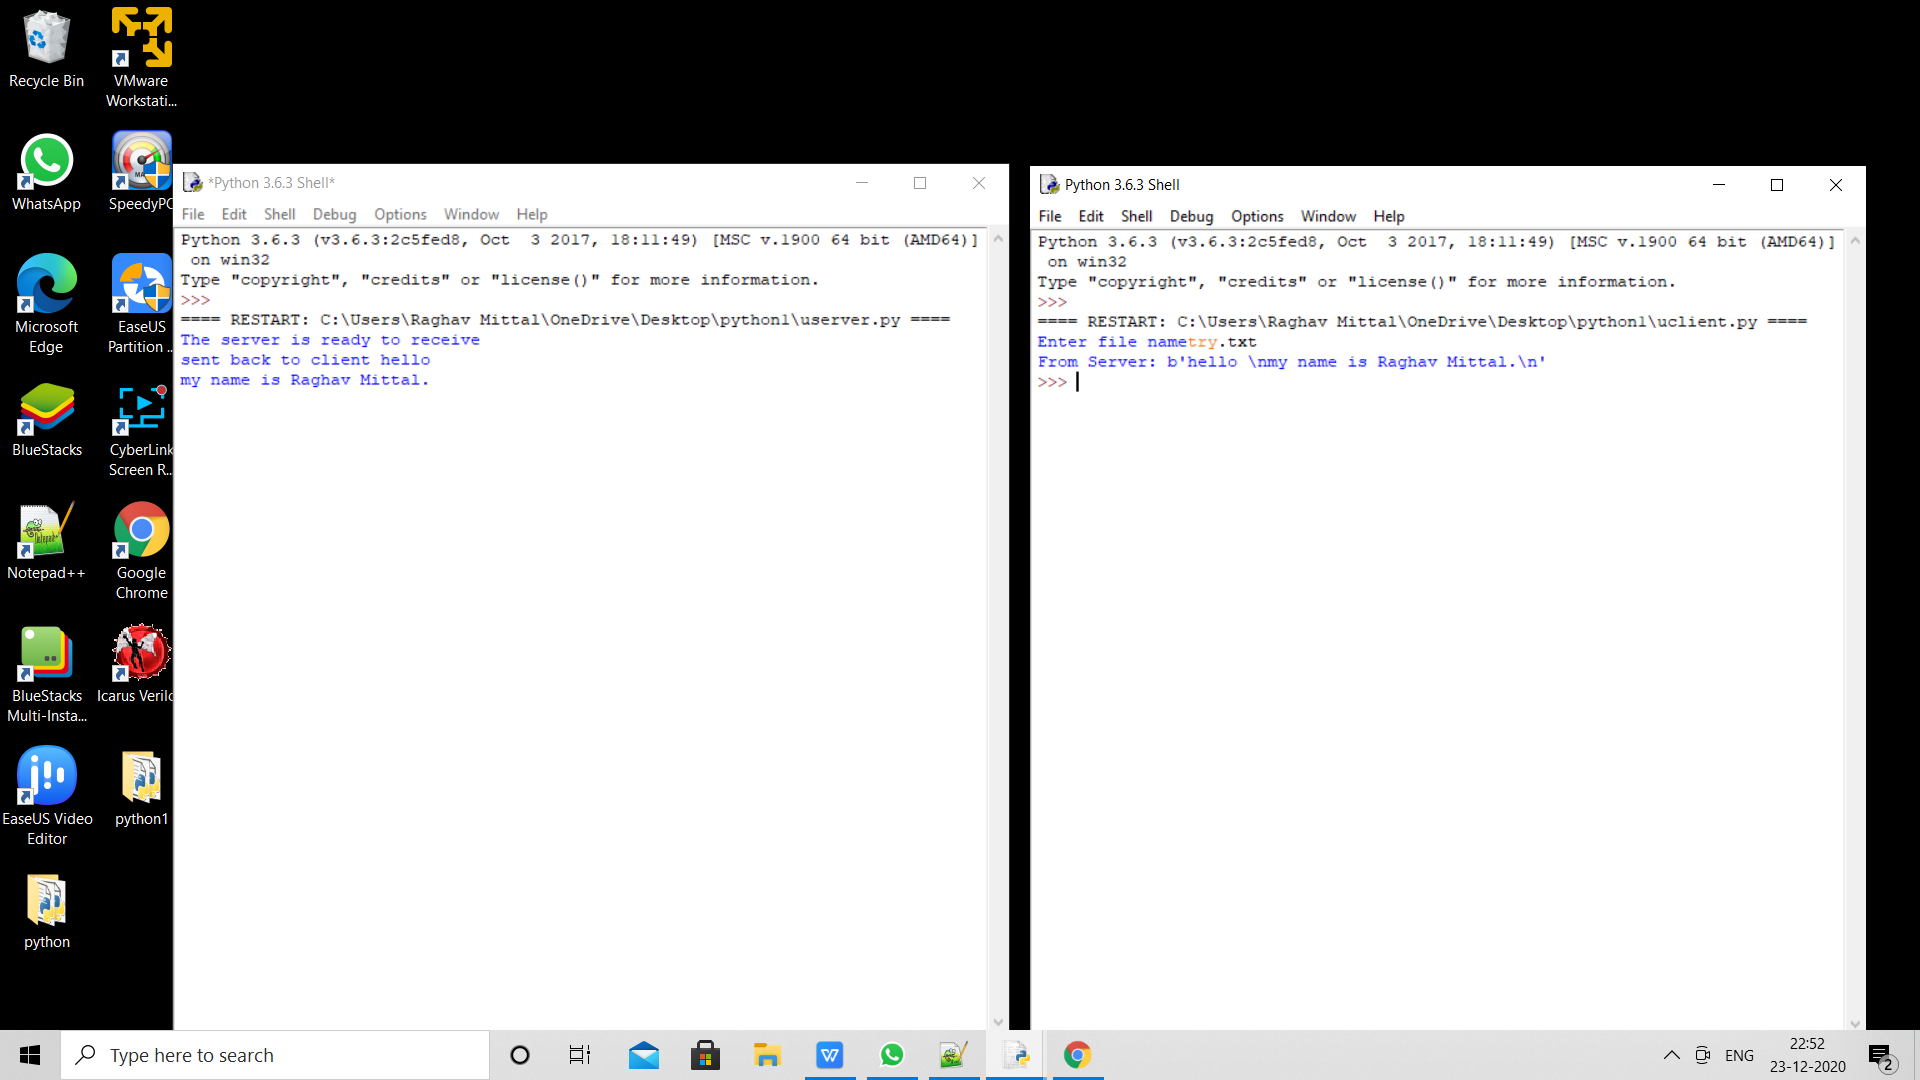 Recycle Bin
VMware
Workstati...
WhatsApp
SpeedyPC
Microsoft
Edge
EaseUS
Partition ..
BlueStacks
CyberLink
Screen R..
Notepad++
Google
Chrome
BlueStacks
Multi-Insta...
Icarus Verilo
EaseUS Video
Editor
python1
python
*Python 3.6.3 Shell*
File Edit Shell Debug Options Window Help
Python 3.6.3 (v3.6.3:2c5fed8, Oct  3 2017, 18:11:49) [MSC v.1900 64 bit (AMD64)]
 on win32
Type "copyright", "credits" or "license()" for more information.
>>>
==== RESTART: C:\Users\Raghav Mittal\OneDrive\Desktop\python1\userver.py ====
The server is ready to receive
sent back to client hello
my name is Raghav Mittal.
Python 3.6.3 Shell
File Edit Shell Debug Options Window Help
Python 3.6.3 (v3.6.3:2c5fed8, Oct  3 2017, 18:11:49) [MSC v.1900 64 bit (AMD64)]
 on win32
Type "copyright", "credits" or "license()" for more information.
>>>
==== RESTART: C:\Users\Raghav Mittal\OneDrive\Desktop\python1\uclient.py ====
Enter file nametry.txt
From Server: b'hello \nmy name is Raghav Mittal.\n'
>>>
Type here to search
ENG
22:52
23-12-2020
2